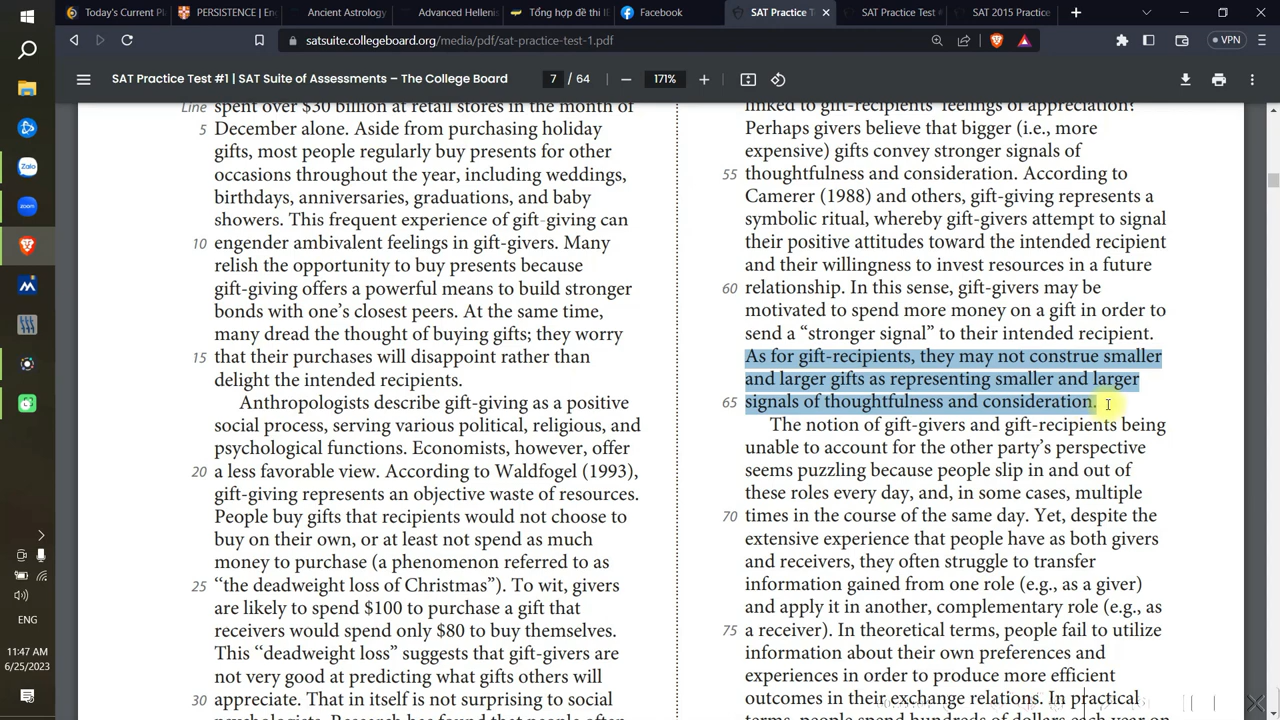 Today's Current Pl
PERSISTENCE | En
Ancient Astrology
Advanced Hellenis
Tổng hợp đề thi IE
Facebook
SAT Practice T
SAT Practice Test #
SAT 2015 Practice
satsuite.collegeboard.org/media/pdf/sat-practice-test-1.pdf
VPN
SAT Practice Test #1 | SAT Suite of Assessments – The College Board
7 / 64
171%
Line spent over $30 billion at retail stores in the month of
5 December alone. Aside from purchasing holiday
gifts, most people regularly buy presents for other
occasions throughout the year, including weddings,
birthdays, anniversaries, graduations, and baby
showers. This frequent experience of gift-giving can
10 engender ambivalent feelings in gift-givers. Many
relish the opportunity to buy presents because
gift-giving offers a powerful means to build stronger
bonds with one's closest peers. At the same time,
many dread the thought of buying gifts; they worry
15 that their purchases will disappoint rather than
delight the intended recipients.
Anthropologists describe gift-giving as a positive
social process, serving various political, religious, and
psychological functions. Economists, however, offer
20 a less favorable view. According to Waldfogel (1993),
gift-giving represents an objective waste of resources.
People buy gifts that recipients would not choose to
buy on their own, or at least not spend as much
money to purchase (a phenomenon referred to as
25 “the deadweight loss of Christmas”). To wit, givers
are likely to spend $100 to purchase a gift that
receivers would spend only $80 to buy themselves.
This “deadweight loss” suggests that gift-givers are
not very good at predicting what gifts others will
30 appreciate. That in itself is not surprising to social
psychologists. Research has found that people often
linked to gift-recipients' feelings of appreciation?
Perhaps givers believe that bigger (i.e., more
expensive) gifts convey stronger signals of
55 thoughtfulness and consideration. According to
Camerer (1988) and others, gift-giving represents a
symbolic ritual, whereby gift-givers attempt to signal
their positive attitudes toward the intended recipient
and their willingness to invest resources in a future
60 relationship. In this sense, gift-givers may be
motivated to spend more money on a gift in order to
send a “stronger signal” to their intended recipient.
As for gift-recipients, they may not construe smaller
and larger gifts as representing smaller and larger
65 signals of thoughtfulness and consideration.
The notion of gift-givers and gift-recipients being
unable to account for the other party's perspective
seems puzzling because people slip in and out of
these roles every day, and, in some cases, multiple
70 times in the course of the same day. Yet, despite the
extensive experience that people have as both givers
and receivers, they often struggle to transfer
information gained from one role (e.g., as a giver)
and apply it in another, complementary role (e.g., as
75 a receiver). In theoretical terms, people fail to utilize
information about their own preferences and
experiences in order to produce more efficient
outcomes in their exchange relations. In practical
terms, people spend hundreds of dollars each year on
Zalo
zoom
ENG
11:47 AM
6/25/2023